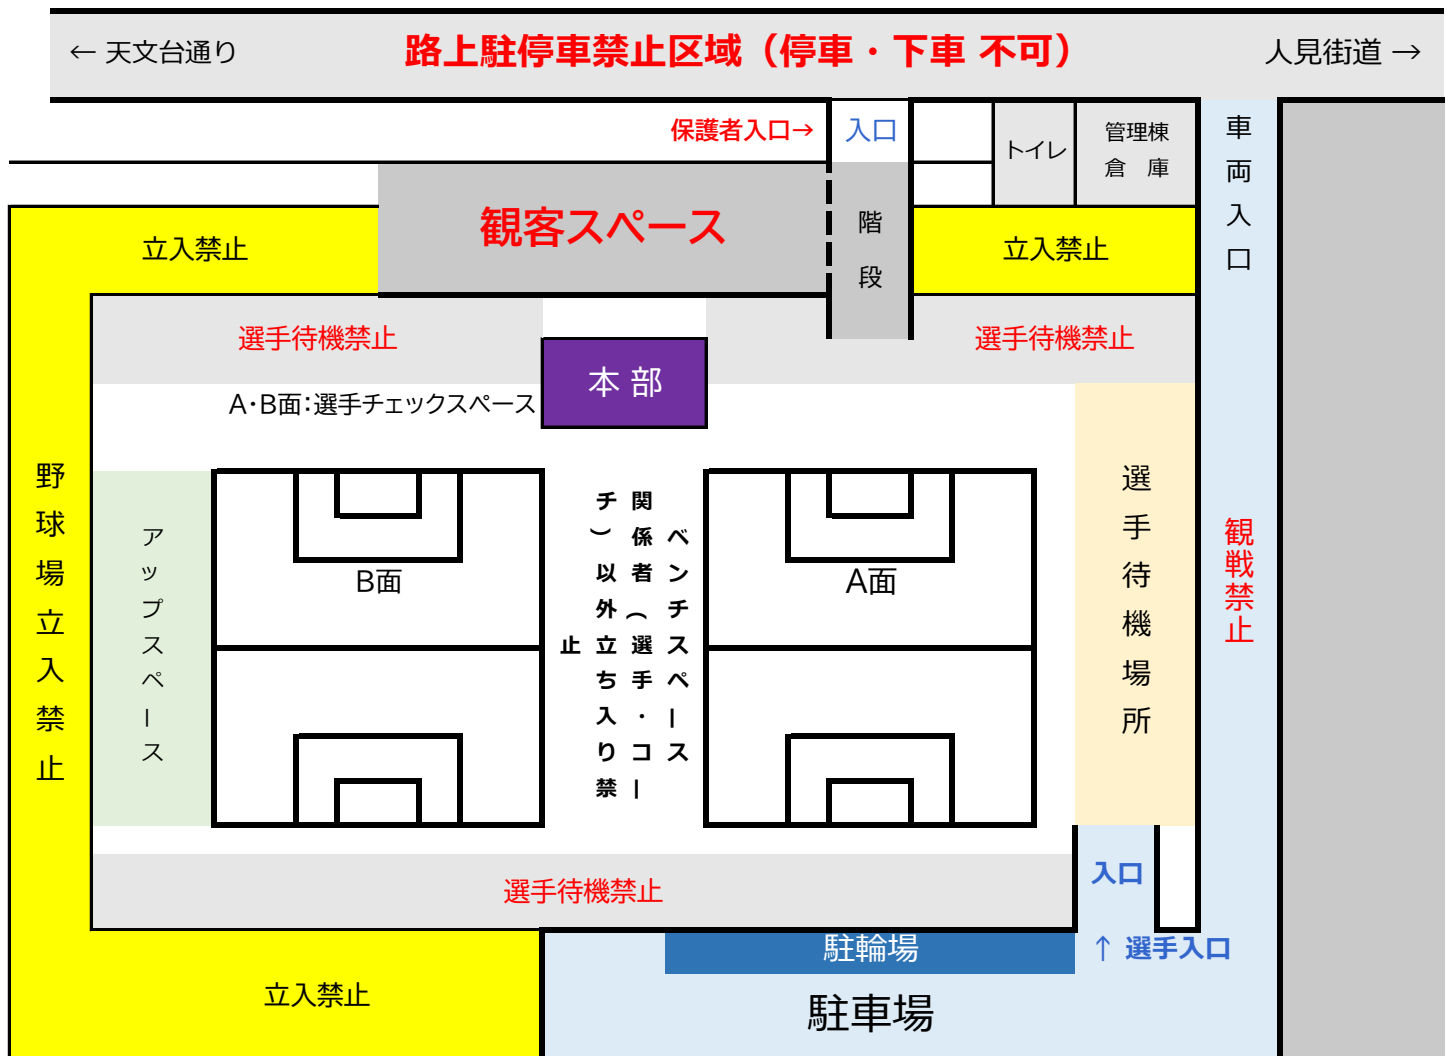 ← 天文台通り
路上駐停車禁止区域（停車・下車 不可）
人見街道 →
保護者入口→
入口
トイレ
管理棟
倉　庫
車両入口
観客スペース
階段
立入禁止
立入禁止
選手待機禁止
選手待機禁止
本 部
A・B面：選手チェックスペース
野球場立入禁止
アップスペース
B面
ベンチスペース
関係者(選手・コー
チ)以外立ち入り禁
止
A面
選手待機場所
観戦禁止
選手待機禁止
入口
駐輪場
↑ 選手入口
立入禁止
駐車場